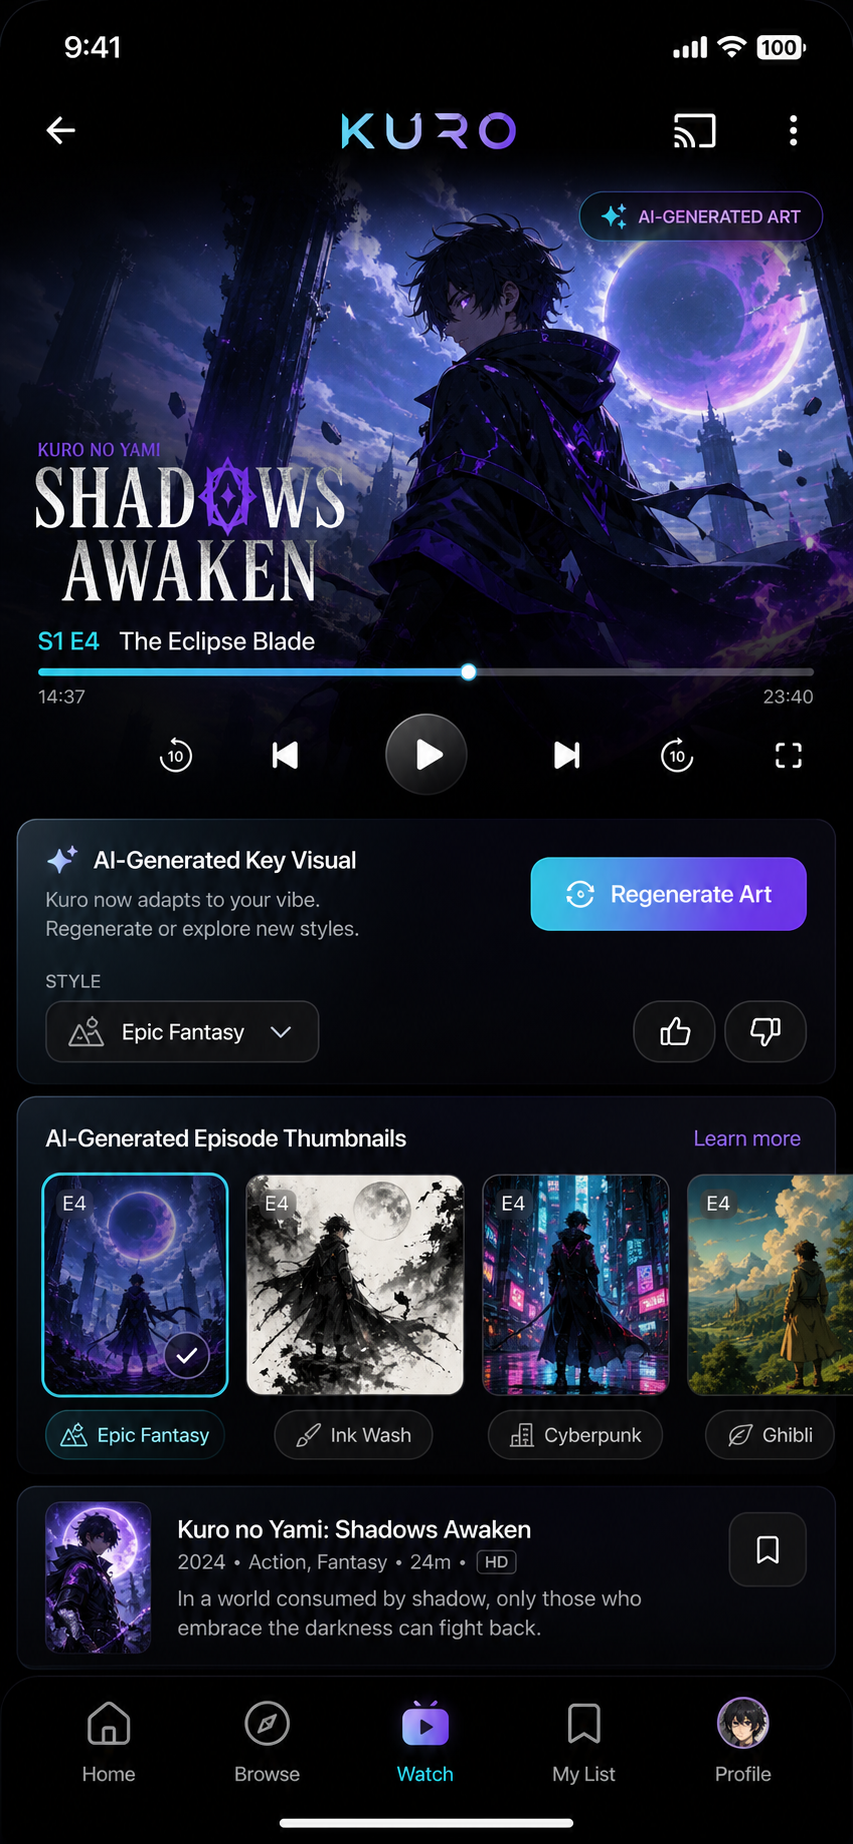 9:41
100
KURO
AI-GENERATED ART
KURO NO YAMI
SHADOWS
AWAKEN
S1 E4 The Eclipse Blade
14:37 23:40
10 10
AI-Generated Key Visual
Kuro now adapts to your vibe.
Regenerate or explore new styles.
Regenerate Art
STYLE
Epic Fantasy
AI-Generated Episode Thumbnails
Learn more
E4 E4 E4 E4
Epic Fantasy Ink Wash Cyberpunk Ghibli
Kuro no Yami: Shadows Awaken
2024 • Action, Fantasy • 24m • HD
In a world consumed by shadow, only those who
embrace the darkness can fight back.
Home Browse Watch My List Profile